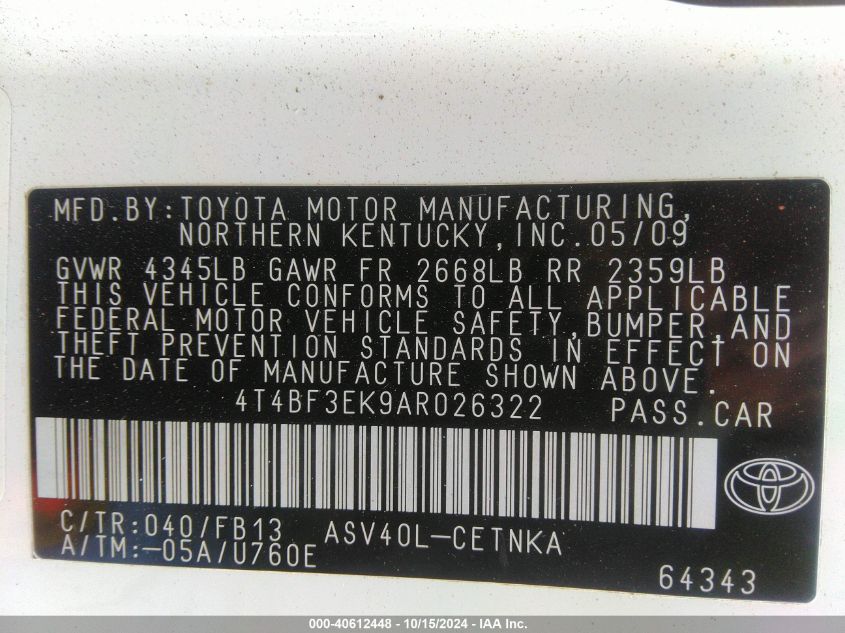 MFD.BY:TOYOTA MOTOR MANUFACTURING,
NORTHERN KENTUCKY,INC.05/09
GVWR 4345LB GAWR FR 2668LB RR 2359LB
THIS VEHICLE CONFORMS TO ALL APPLICABLE
FEDERAL MOTOR VEHICLE SAFETY,BUMPER,AND
THEFT PREVENTION STANDARDS IN EFFECT ON
THE DATE OF MANUFACTURE SHOWN ABOVE.
4T4BF3EK9AR026322 PASS.CAR
C/TR:040/FB13 ASV40L-CETNKA
A/TM:-05A/U760E
64343
000-40612448 - 10/15/2024 - IAA Inc.